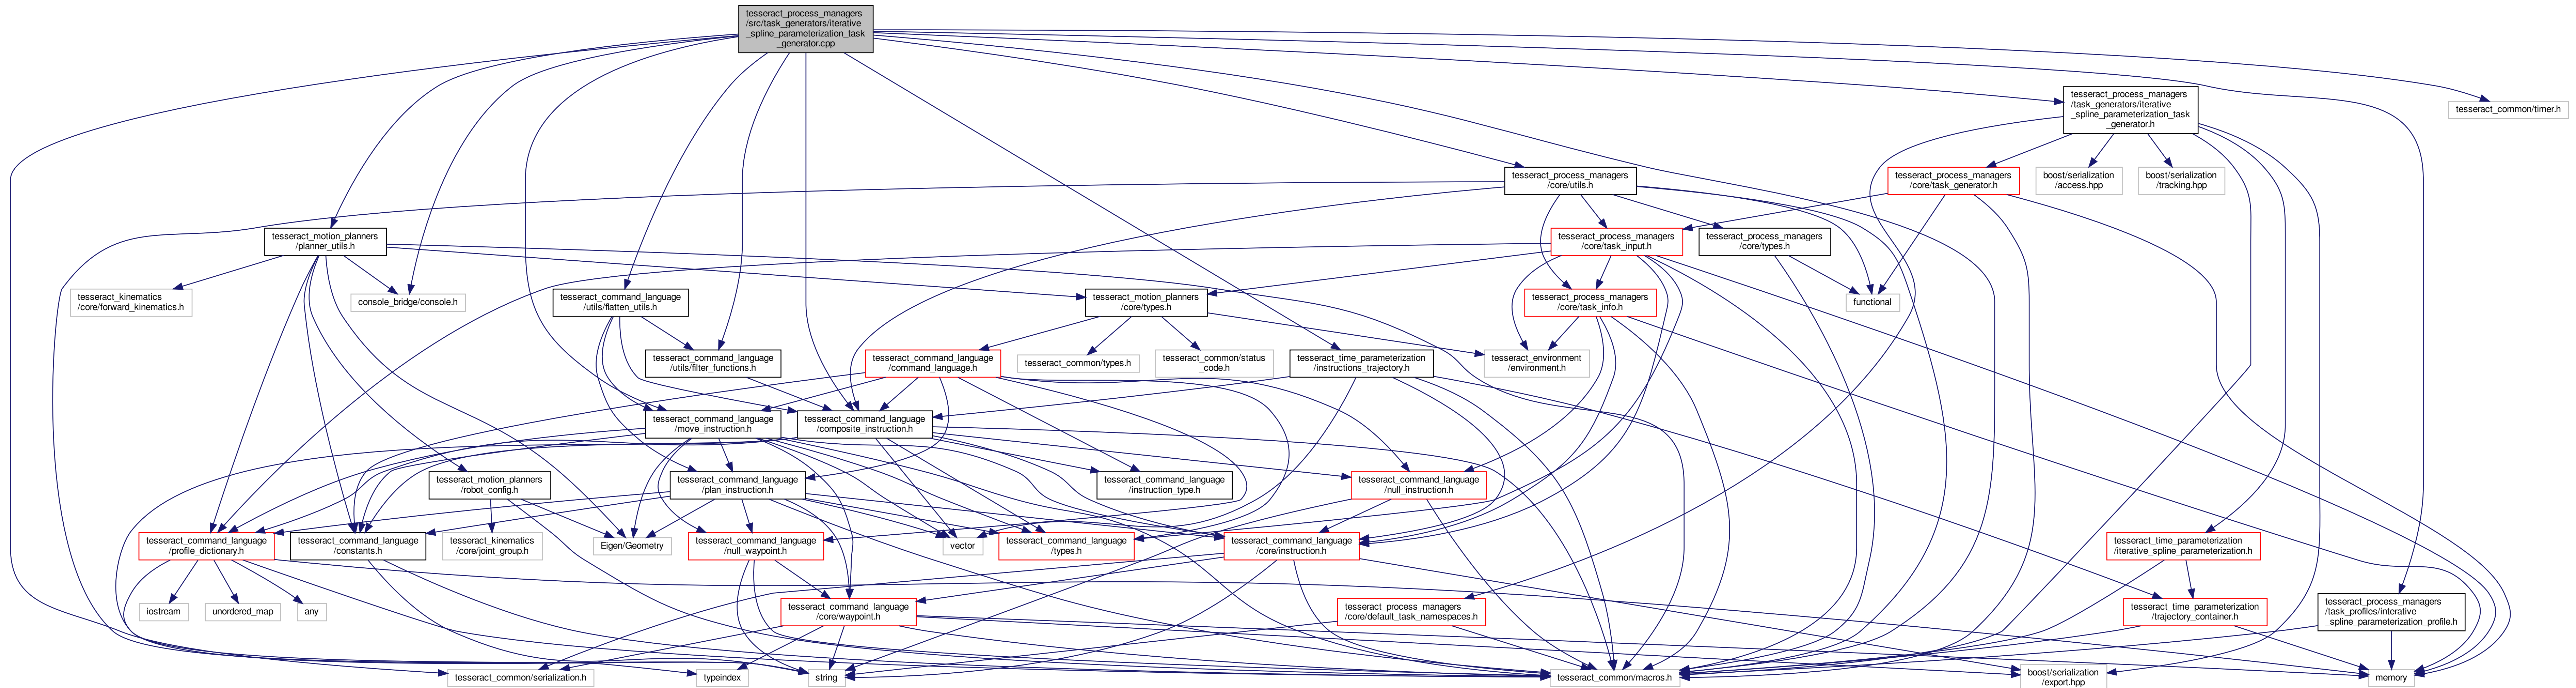 tesseract_process_managers
/src/task_generators/iterative
_spline_parameterization_task
_generator.cpp
tesseract_process_managers
/task_generators/iterative
_spline_parameterization_task
_generator.h
tesseract_common/timer.h
tesseract_process_managers
/core/utils.h
tesseract_process_managers
/core/task_generator.h
boost/serialization
/access.hpp
boost/serialization
/tracking.hpp
tesseract_motion_planners
/planner_utils.h
tesseract_process_managers
/core/task_input.h
tesseract_process_managers
/core/types.h
tesseract_kinematics
/core/forward_kinematics.h
console_bridge/console.h
tesseract_command_language
/utils/flatten_utils.h
tesseract_motion_planners
/core/types.h
tesseract_process_managers
/core/task_info.h
functional
tesseract_command_language
/utils/filter_functions.h
tesseract_command_language
/command_language.h
tesseract_common/types.h
tesseract_common/status
_code.h
tesseract_time_parameterization
/instructions_trajectory.h
tesseract_environment
/environment.h
tesseract_command_language
/move_instruction.h
tesseract_command_language
/composite_instruction.h
tesseract_motion_planners
/robot_config.h
tesseract_command_language
/plan_instruction.h
tesseract_command_language
/instruction_type.h
tesseract_command_language
/null_instruction.h
tesseract_command_language
/profile_dictionary.h
tesseract_command_language
/constants.h
tesseract_kinematics
/core/joint_group.h
Eigen/Geometry
tesseract_command_language
/null_waypoint.h
vector
tesseract_command_language
/types.h
tesseract_command_language
/core/instruction.h
tesseract_time_parameterization
/iterative_spline_parameterization.h
iostream
unordered_map
any
tesseract_command_language
/core/waypoint.h
tesseract_process_managers
/core/default_task_namespaces.h
tesseract_time_parameterization
/trajectory_container.h
tesseract_process_managers
/task_profiles/interative
_spline_parameterization_profile.h
tesseract_common/serialization.h
typeindex
string
tesseract_common/macros.h
boost/serialization
/export.hpp
memory